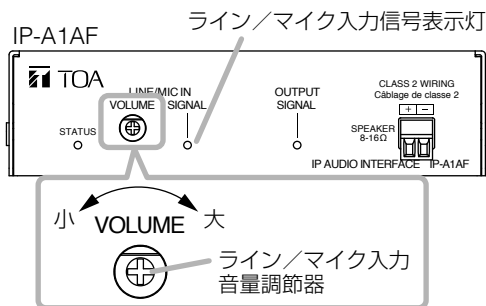 IP-A1AF
ライン／マイク入力信号表示灯
TOA
LINE/MIC IN
VOLUME SIGNAL
OUTPUT
SIGNAL
CLASS 2 WIRING
Câblage de classe 2
+ −
STATUS
SPEAKER
8-16Ω
IP AUDIO INTERFACE IP-A1AF
小 VOLUME 大
ライン／マイク入力
音量調節器